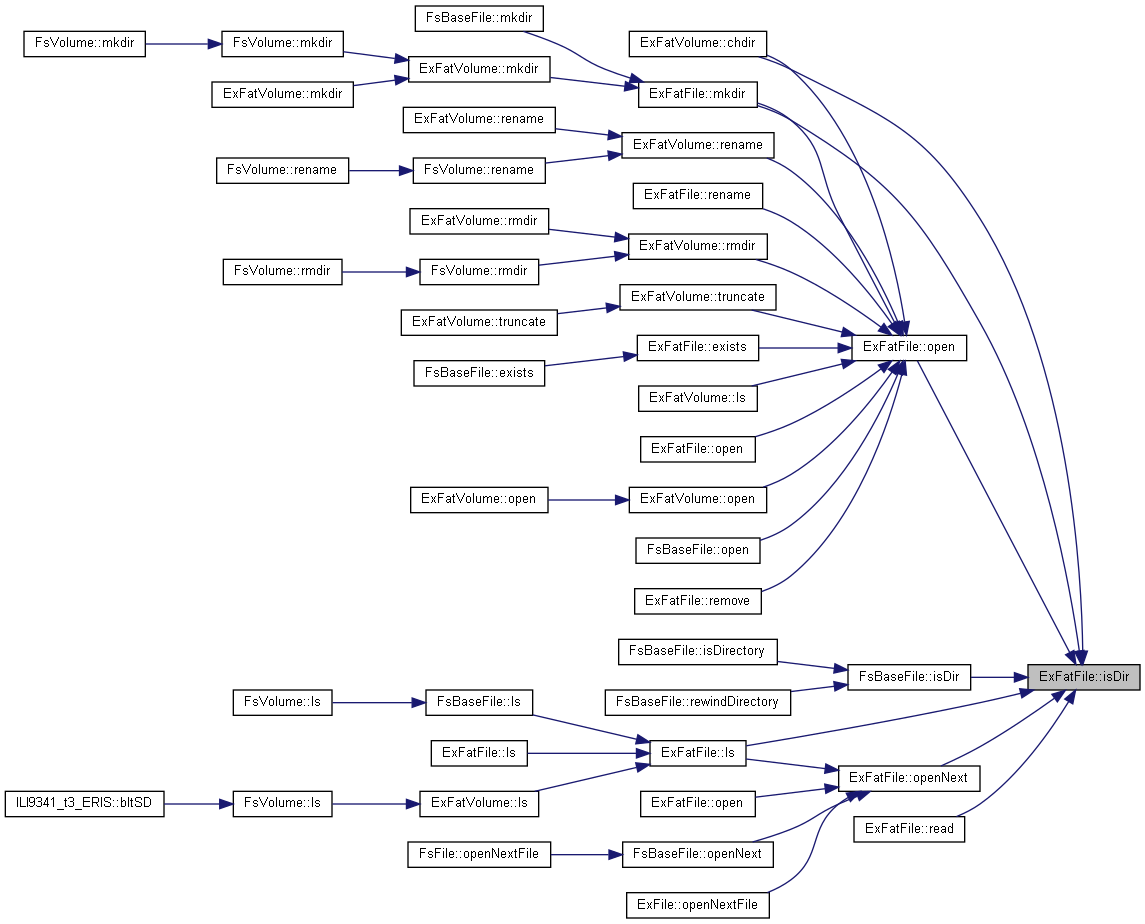 FsBaseFile::mkdir
FsVolume::mkdir
FsVolume::mkdir
ExFatVolume::chdir
ExFatVolume::mkdir
ExFatVolume::mkdir
ExFatFile::mkdir
ExFatVolume::rename
ExFatVolume::rename
FsVolume::rename
FsVolume::rename
ExFatFile::rename
ExFatVolume::rmdir
ExFatVolume::rmdir
FsVolume::rmdir
FsVolume::rmdir
ExFatVolume::truncate
ExFatVolume::truncate
ExFatFile::exists
ExFatFile::open
FsBaseFile::exists
ExFatVolume::ls
ExFatFile::open
ExFatVolume::open
ExFatVolume::open
FsBaseFile::open
ExFatFile::remove
FsBaseFile::isDirectory
FsBaseFile::isDir
ExFatFile::isDir
FsVolume::ls
FsBaseFile::ls
FsBaseFile::rewindDirectory
ExFatFile::ls
ExFatFile::ls
ExFatFile::openNext
ILI9341_t3_ERIS::bltSD
FsVolume::ls
ExFatVolume::ls
ExFatFile::open
ExFatFile::read
FsFile::openNextFile
FsBaseFile::openNext
ExFile::openNextFile